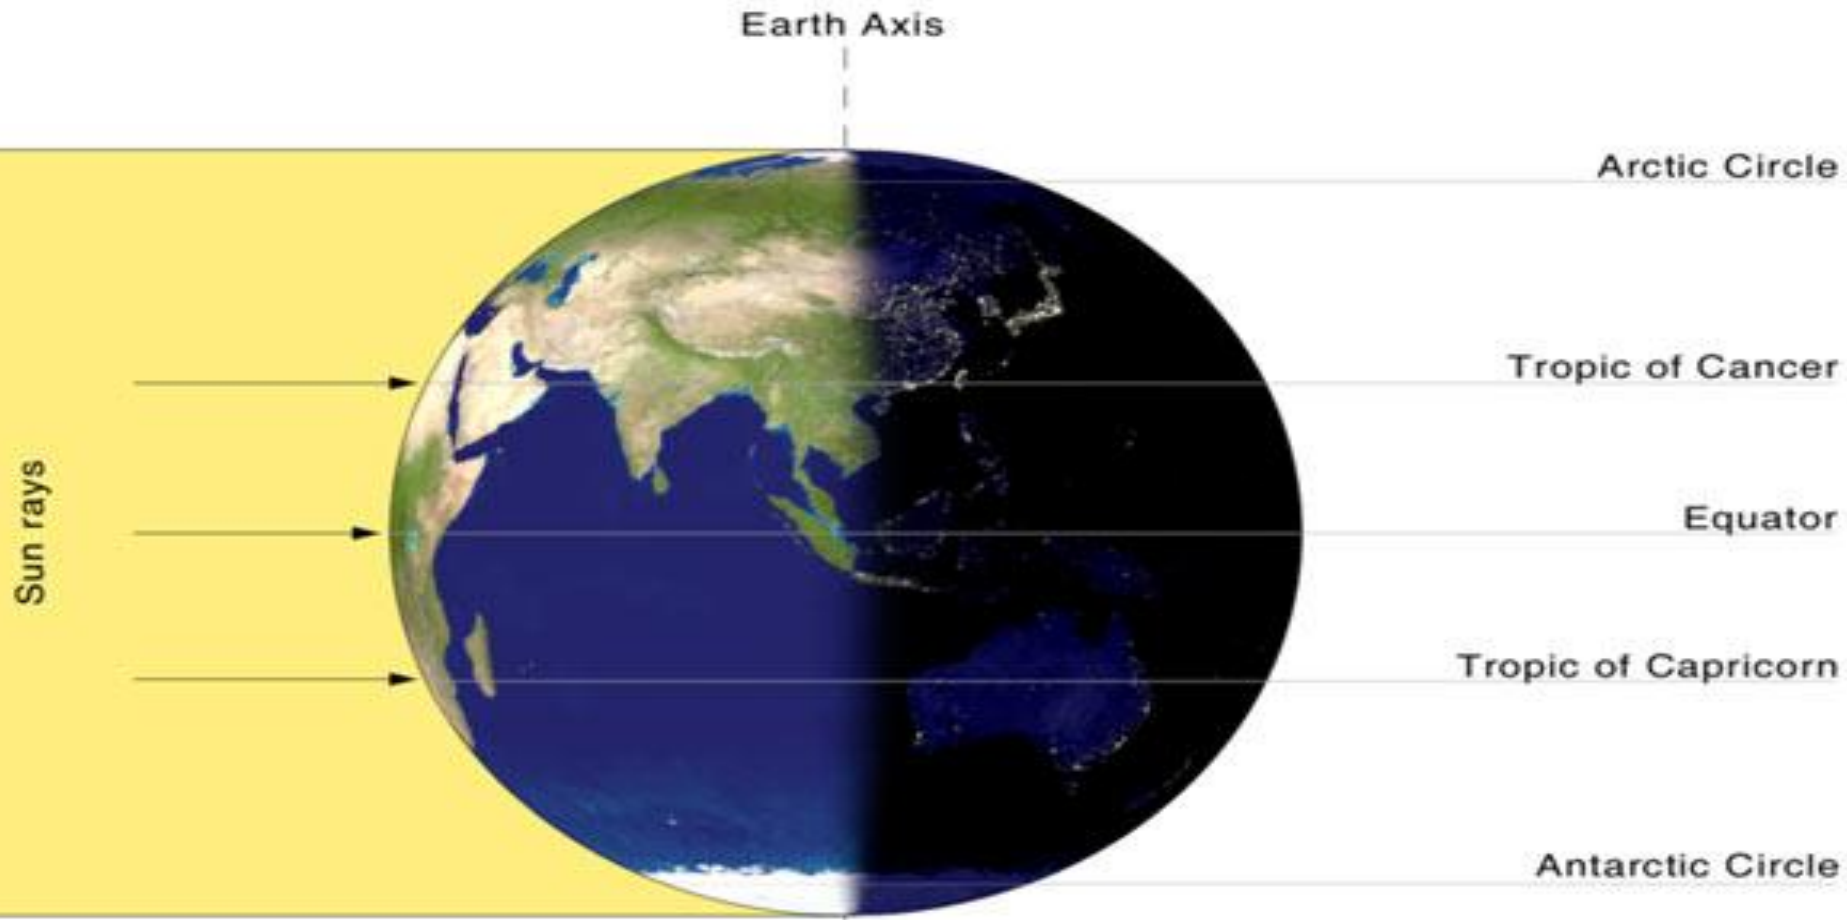 Earth Axis
Arctic Circle
Tropic of Cancer
Sun rays
Equator
Tropic of Capricorn
Antarctic Circle